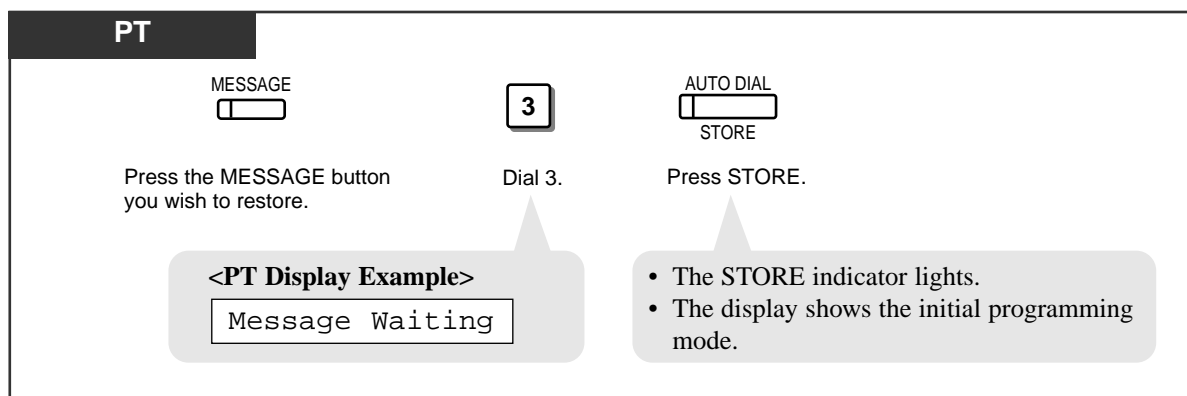 PT
MESSAGE
3
AUTO DIAL
STORE
Press the MESSAGE button
you wish to restore.
Dial 3.
Press STORE.
<PT Display Example>
Message Waiting
• The STORE indicator lights.
• The display shows the initial programming
mode.